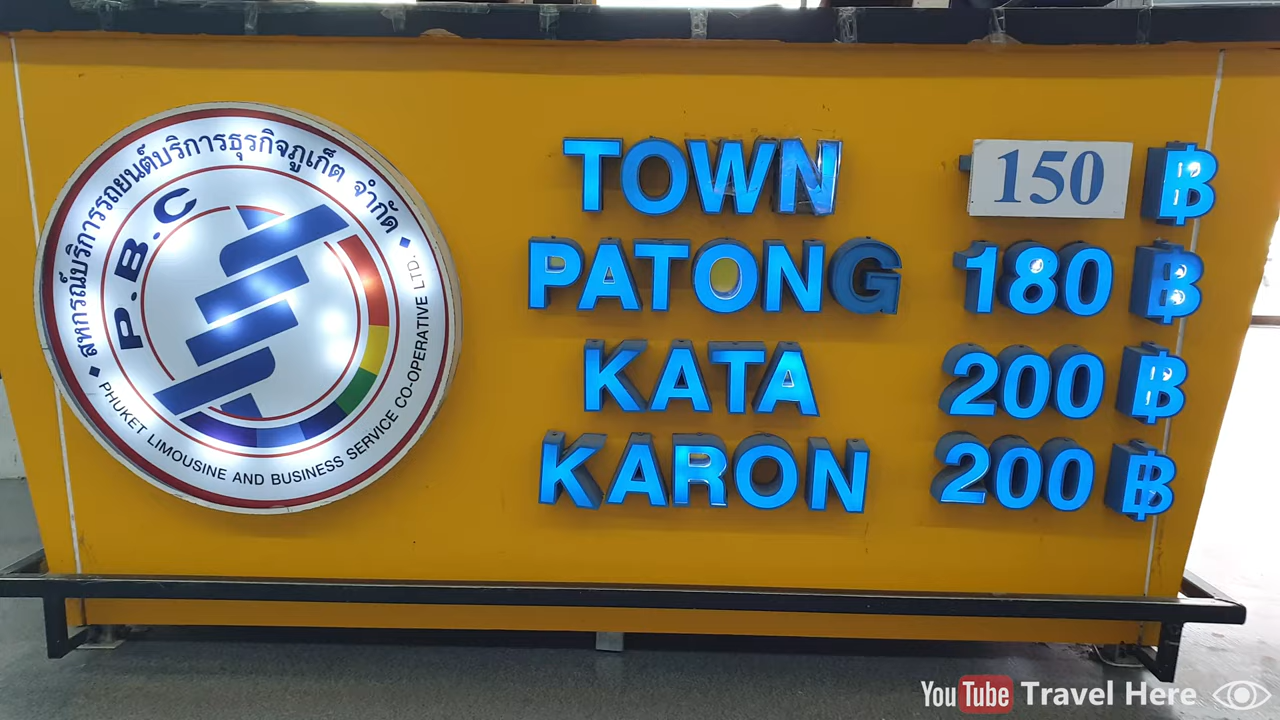 สหกรณ์บริการรถยนต์บริการธุรกิจภูเก็ต จำกัด
P.B.C
PHUKET LIMOUSINE AND BUSINESS SERVICE CO-OPERATIVE LTD.
TOWN 150 ฿
PATONG 180 ฿
KATA 200 ฿
KARON 200 ฿
YouTube Travel Here